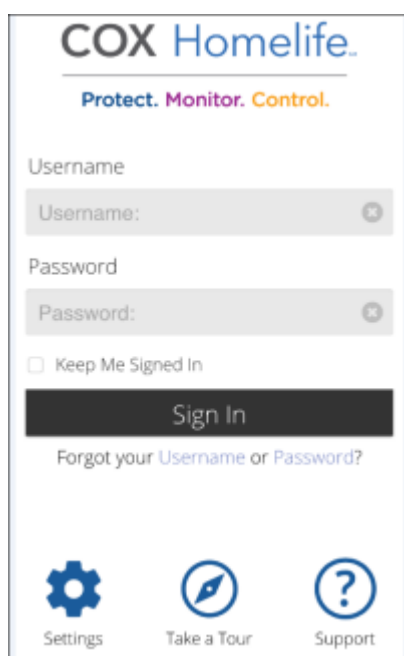 COX Homelife
Protect. Monitor. Control.
Username
Username:
Password
Password:
Keep Me Signed In
Sign In
Forgot your Username or Password?
Settings Take a Tour Support